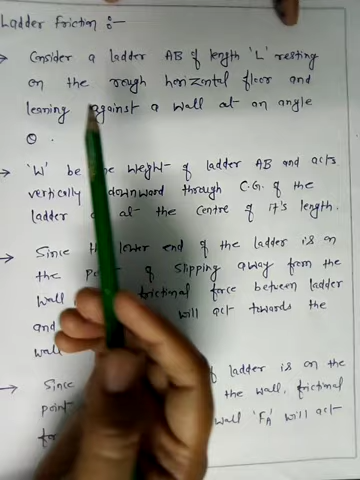 Ladder Friction :-
→ Consider a ladder AB of length 'L' resting
on the rough horizontal floor and
leaning against a wall at an angle
θ.
→ 'W' be the weight of ladder AB and acts
vertically downward through C.G. of the
ladder at the centre of it's length.
→ Since the lower end of the ladder is on
the point of slipping away from the
wall frictional force between ladder
and will act towards the
wall
→ Since of ladder is on the
point the wall, frictional
wall 'FA' will act